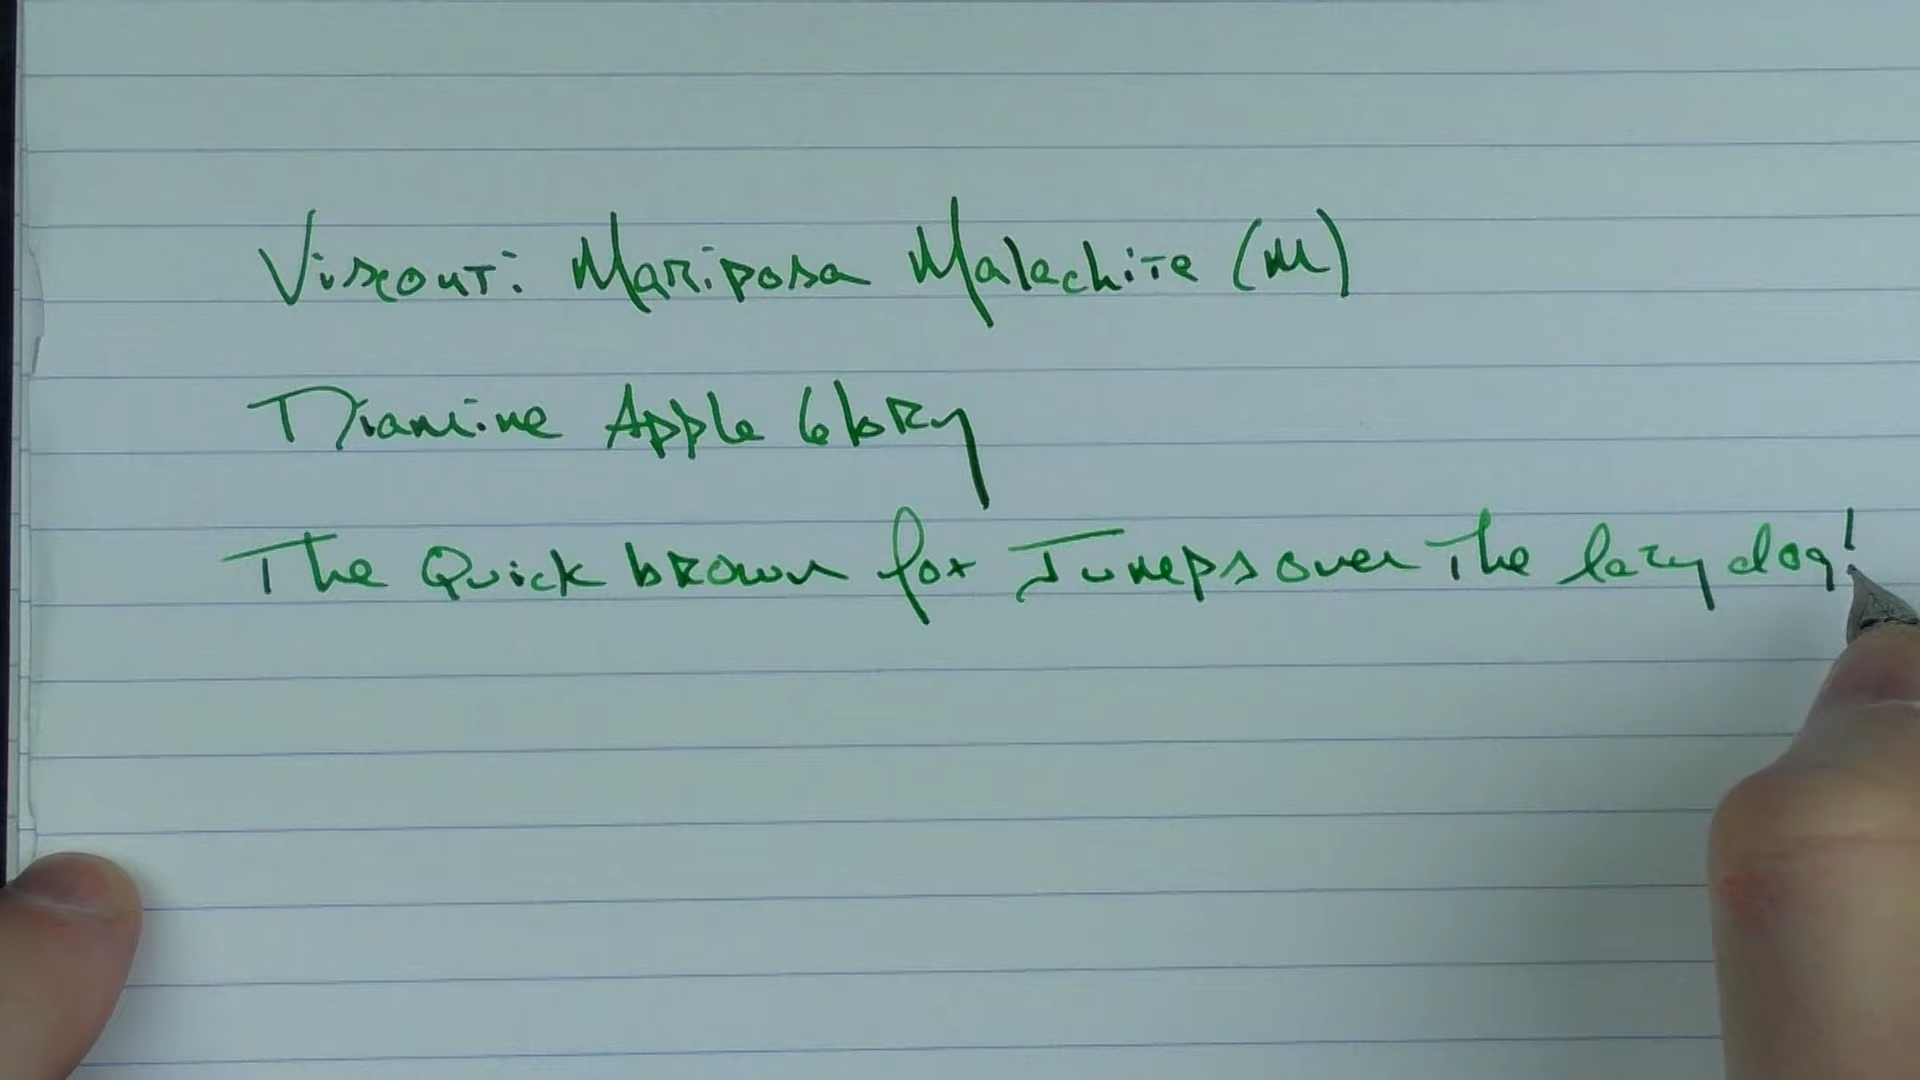 Visconti: Mariposa Malachite (M)
Diamine Apple Glory
The Quick brown fox Jumps over The lazy dog!